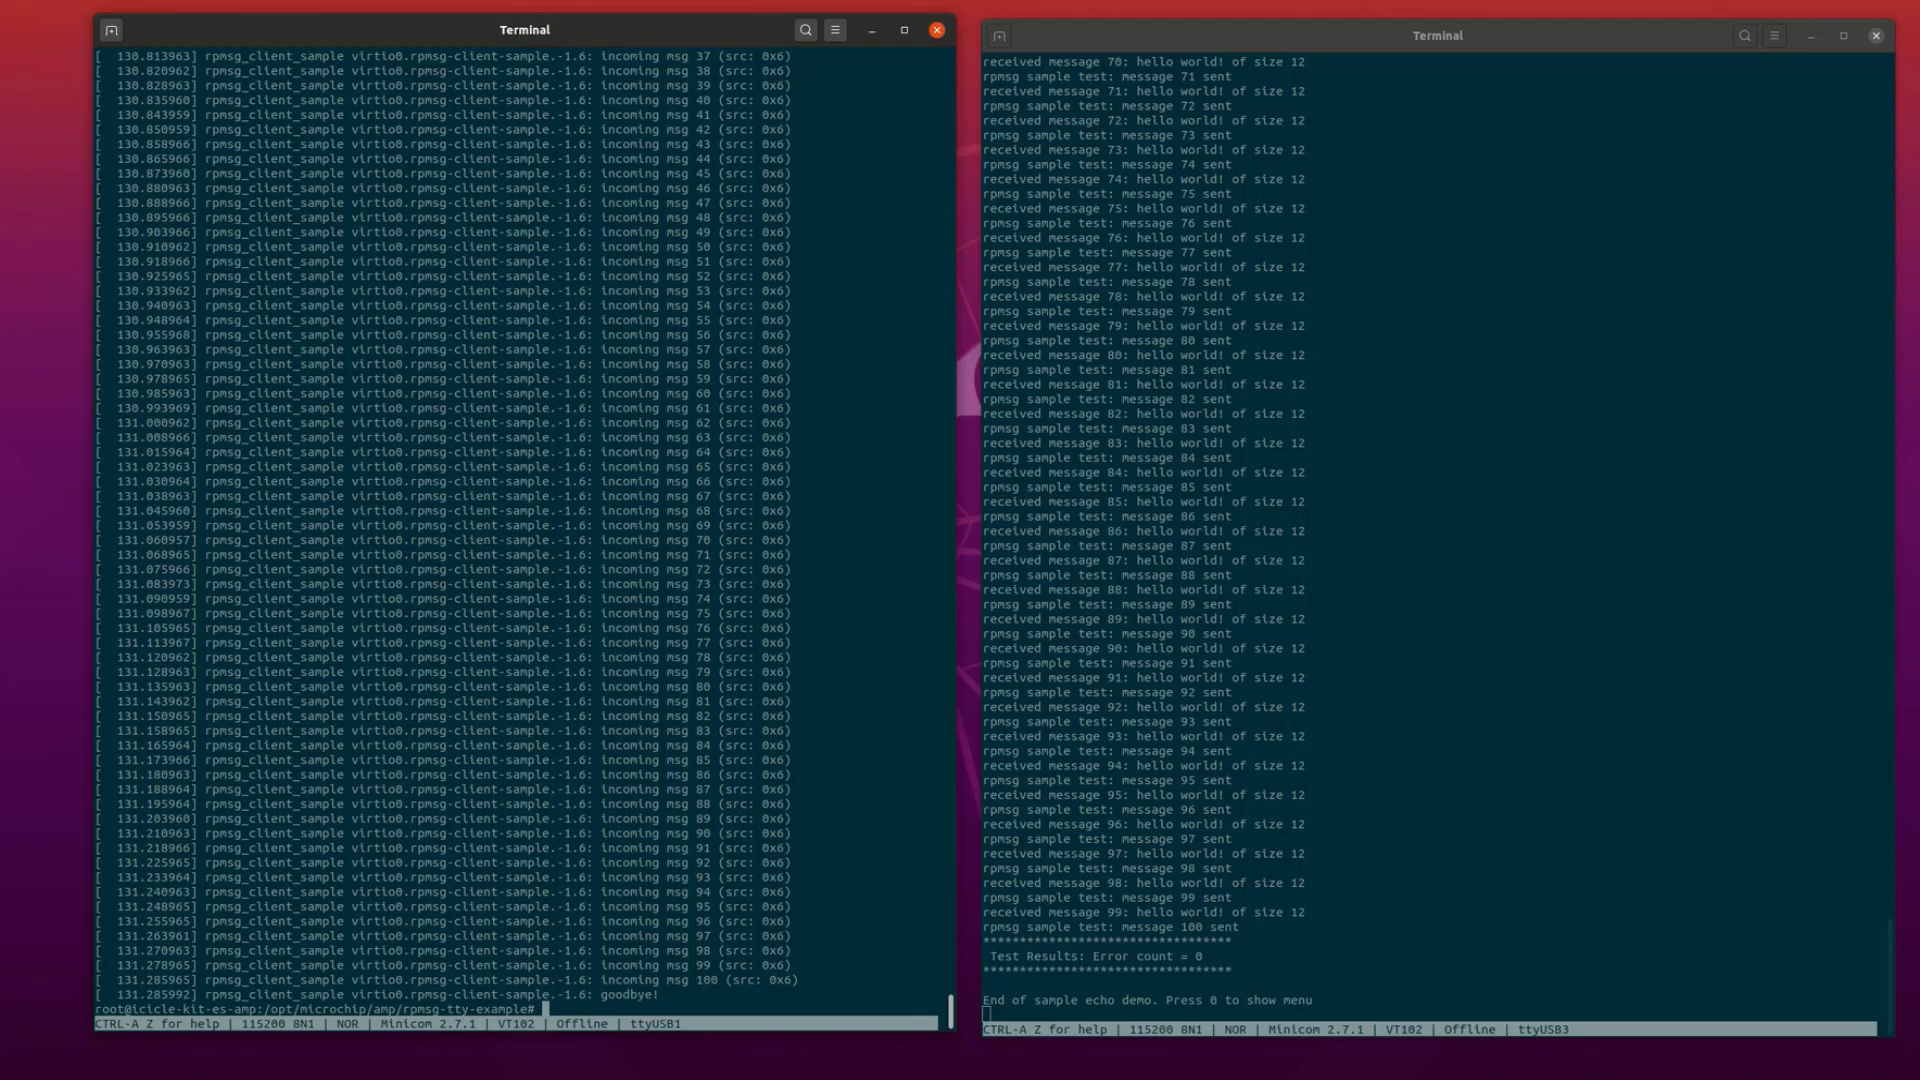 Terminal
[  130.813963] rpmsg_client_sample virtio0.rpmsg-client-sample.-1.6: incoming msg 37 (src: 0x6)
[  130.820962] rpmsg_client_sample virtio0.rpmsg-client-sample.-1.6: incoming msg 38 (src: 0x6)
[  130.828963] rpmsg_client_sample virtio0.rpmsg-client-sample.-1.6: incoming msg 39 (src: 0x6)
[  130.835960] rpmsg_client_sample virtio0.rpmsg-client-sample.-1.6: incoming msg 40 (src: 0x6)
[  130.843959] rpmsg_client_sample virtio0.rpmsg-client-sample.-1.6: incoming msg 41 (src: 0x6)
[  130.850959] rpmsg_client_sample virtio0.rpmsg-client-sample.-1.6: incoming msg 42 (src: 0x6)
[  130.858966] rpmsg_client_sample virtio0.rpmsg-client-sample.-1.6: incoming msg 43 (src: 0x6)
[  130.865966] rpmsg_client_sample virtio0.rpmsg-client-sample.-1.6: incoming msg 44 (src: 0x6)
[  130.873960] rpmsg_client_sample virtio0.rpmsg-client-sample.-1.6: incoming msg 45 (src: 0x6)
[  130.880963] rpmsg_client_sample virtio0.rpmsg-client-sample.-1.6: incoming msg 46 (src: 0x6)
[  130.888966] rpmsg_client_sample virtio0.rpmsg-client-sample.-1.6: incoming msg 47 (src: 0x6)
[  130.895966] rpmsg_client_sample virtio0.rpmsg-client-sample.-1.6: incoming msg 48 (src: 0x6)
[  130.903966] rpmsg_client_sample virtio0.rpmsg-client-sample.-1.6: incoming msg 49 (src: 0x6)
[  130.910962] rpmsg_client_sample virtio0.rpmsg-client-sample.-1.6: incoming msg 50 (src: 0x6)
[  130.918966] rpmsg_client_sample virtio0.rpmsg-client-sample.-1.6: incoming msg 51 (src: 0x6)
[  130.925965] rpmsg_client_sample virtio0.rpmsg-client-sample.-1.6: incoming msg 52 (src: 0x6)
[  130.933962] rpmsg_client_sample virtio0.rpmsg-client-sample.-1.6: incoming msg 53 (src: 0x6)
[  130.940963] rpmsg_client_sample virtio0.rpmsg-client-sample.-1.6: incoming msg 54 (src: 0x6)
[  130.948964] rpmsg_client_sample virtio0.rpmsg-client-sample.-1.6: incoming msg 55 (src: 0x6)
[  130.955968] rpmsg_client_sample virtio0.rpmsg-client-sample.-1.6: incoming msg 56 (src: 0x6)
[  130.963963] rpmsg_client_sample virtio0.rpmsg-client-sample.-1.6: incoming msg 57 (src: 0x6)
[  130.970963] rpmsg_client_sample virtio0.rpmsg-client-sample.-1.6: incoming msg 58 (src: 0x6)
[  130.978965] rpmsg_client_sample virtio0.rpmsg-client-sample.-1.6: incoming msg 59 (src: 0x6)
[  130.985963] rpmsg_client_sample virtio0.rpmsg-client-sample.-1.6: incoming msg 60 (src: 0x6)
[  130.993969] rpmsg_client_sample virtio0.rpmsg-client-sample.-1.6: incoming msg 61 (src: 0x6)
[  131.000962] rpmsg_client_sample virtio0.rpmsg-client-sample.-1.6: incoming msg 62 (src: 0x6)
[  131.008966] rpmsg_client_sample virtio0.rpmsg-client-sample.-1.6: incoming msg 63 (src: 0x6)
[  131.015964] rpmsg_client_sample virtio0.rpmsg-client-sample.-1.6: incoming msg 64 (src: 0x6)
[  131.023963] rpmsg_client_sample virtio0.rpmsg-client-sample.-1.6: incoming msg 65 (src: 0x6)
[  131.030964] rpmsg_client_sample virtio0.rpmsg-client-sample.-1.6: incoming msg 66 (src: 0x6)
[  131.038963] rpmsg_client_sample virtio0.rpmsg-client-sample.-1.6: incoming msg 67 (src: 0x6)
[  131.045960] rpmsg_client_sample virtio0.rpmsg-client-sample.-1.6: incoming msg 68 (src: 0x6)
[  131.053959] rpmsg_client_sample virtio0.rpmsg-client-sample.-1.6: incoming msg 69 (src: 0x6)
[  131.060957] rpmsg_client_sample virtio0.rpmsg-client-sample.-1.6: incoming msg 70 (src: 0x6)
[  131.068965] rpmsg_client_sample virtio0.rpmsg-client-sample.-1.6: incoming msg 71 (src: 0x6)
[  131.075966] rpmsg_client_sample virtio0.rpmsg-client-sample.-1.6: incoming msg 72 (src: 0x6)
[  131.083973] rpmsg_client_sample virtio0.rpmsg-client-sample.-1.6: incoming msg 73 (src: 0x6)
[  131.090959] rpmsg_client_sample virtio0.rpmsg-client-sample.-1.6: incoming msg 74 (src: 0x6)
[  131.098967] rpmsg_client_sample virtio0.rpmsg-client-sample.-1.6: incoming msg 75 (src: 0x6)
[  131.105965] rpmsg_client_sample virtio0.rpmsg-client-sample.-1.6: incoming msg 76 (src: 0x6)
[  131.113967] rpmsg_client_sample virtio0.rpmsg-client-sample.-1.6: incoming msg 77 (src: 0x6)
[  131.120962] rpmsg_client_sample virtio0.rpmsg-client-sample.-1.6: incoming msg 78 (src: 0x6)
[  131.128963] rpmsg_client_sample virtio0.rpmsg-client-sample.-1.6: incoming msg 79 (src: 0x6)
[  131.135963] rpmsg_client_sample virtio0.rpmsg-client-sample.-1.6: incoming msg 80 (src: 0x6)
[  131.143962] rpmsg_client_sample virtio0.rpmsg-client-sample.-1.6: incoming msg 81 (src: 0x6)
[  131.150965] rpmsg_client_sample virtio0.rpmsg-client-sample.-1.6: incoming msg 82 (src: 0x6)
[  131.158965] rpmsg_client_sample virtio0.rpmsg-client-sample.-1.6: incoming msg 83 (src: 0x6)
[  131.165964] rpmsg_client_sample virtio0.rpmsg-client-sample.-1.6: incoming msg 84 (src: 0x6)
[  131.173966] rpmsg_client_sample virtio0.rpmsg-client-sample.-1.6: incoming msg 85 (src: 0x6)
[  131.180963] rpmsg_client_sample virtio0.rpmsg-client-sample.-1.6: incoming msg 86 (src: 0x6)
[  131.188964] rpmsg_client_sample virtio0.rpmsg-client-sample.-1.6: incoming msg 87 (src: 0x6)
[  131.195964] rpmsg_client_sample virtio0.rpmsg-client-sample.-1.6: incoming msg 88 (src: 0x6)
[  131.203960] rpmsg_client_sample virtio0.rpmsg-client-sample.-1.6: incoming msg 89 (src: 0x6)
[  131.210963] rpmsg_client_sample virtio0.rpmsg-client-sample.-1.6: incoming msg 90 (src: 0x6)
[  131.218966] rpmsg_client_sample virtio0.rpmsg-client-sample.-1.6: incoming msg 91 (src: 0x6)
[  131.225965] rpmsg_client_sample virtio0.rpmsg-client-sample.-1.6: incoming msg 92 (src: 0x6)
[  131.233964] rpmsg_client_sample virtio0.rpmsg-client-sample.-1.6: incoming msg 93 (src: 0x6)
[  131.240963] rpmsg_client_sample virtio0.rpmsg-client-sample.-1.6: incoming msg 94 (src: 0x6)
[  131.248965] rpmsg_client_sample virtio0.rpmsg-client-sample.-1.6: incoming msg 95 (src: 0x6)
[  131.255965] rpmsg_client_sample virtio0.rpmsg-client-sample.-1.6: incoming msg 96 (src: 0x6)
[  131.263961] rpmsg_client_sample virtio0.rpmsg-client-sample.-1.6: incoming msg 97 (src: 0x6)
[  131.270963] rpmsg_client_sample virtio0.rpmsg-client-sample.-1.6: incoming msg 98 (src: 0x6)
[  131.278965] rpmsg_client_sample virtio0.rpmsg-client-sample.-1.6: incoming msg 99 (src: 0x6)
[  131.285965] rpmsg_client_sample virtio0.rpmsg-client-sample.-1.6: incoming msg 100 (src: 0x6)
[  131.285992] rpmsg_client_sample virtio0.rpmsg-client-sample.-1.6: goodbye!
root@icicle-kit-es-amp:/opt/microchip/amp/rpmsg-tty-example#
CTRL-A Z for help | 115200 8N1 | NOR | Minicom 2.7.1 | VT102 | Offline | ttyUSB1
Terminal
received message 70: hello world! of size 12
rpmsg sample test: message 71 sent
received message 71: hello world! of size 12
rpmsg sample test: message 72 sent
received message 72: hello world! of size 12
rpmsg sample test: message 73 sent
received message 73: hello world! of size 12
rpmsg sample test: message 74 sent
received message 74: hello world! of size 12
rpmsg sample test: message 75 sent
received message 75: hello world! of size 12
rpmsg sample test: message 76 sent
received message 76: hello world! of size 12
rpmsg sample test: message 77 sent
received message 77: hello world! of size 12
rpmsg sample test: message 78 sent
received message 78: hello world! of size 12
rpmsg sample test: message 79 sent
received message 79: hello world! of size 12
rpmsg sample test: message 80 sent
received message 80: hello world! of size 12
rpmsg sample test: message 81 sent
received message 81: hello world! of size 12
rpmsg sample test: message 82 sent
received message 82: hello world! of size 12
rpmsg sample test: message 83 sent
received message 83: hello world! of size 12
rpmsg sample test: message 84 sent
received message 84: hello world! of size 12
rpmsg sample test: message 85 sent
received message 85: hello world! of size 12
rpmsg sample test: message 86 sent
received message 86: hello world! of size 12
rpmsg sample test: message 87 sent
received message 87: hello world! of size 12
rpmsg sample test: message 88 sent
received message 88: hello world! of size 12
rpmsg sample test: message 89 sent
received message 89: hello world! of size 12
rpmsg sample test: message 90 sent
received message 90: hello world! of size 12
rpmsg sample test: message 91 sent
received message 91: hello world! of size 12
rpmsg sample test: message 92 sent
received message 92: hello world! of size 12
rpmsg sample test: message 93 sent
received message 93: hello world! of size 12
rpmsg sample test: message 94 sent
received message 94: hello world! of size 12
rpmsg sample test: message 95 sent
received message 95: hello world! of size 12
rpmsg sample test: message 96 sent
received message 96: hello world! of size 12
rpmsg sample test: message 97 sent
received message 97: hello world! of size 12
rpmsg sample test: message 98 sent
received message 98: hello world! of size 12
rpmsg sample test: message 99 sent
received message 99: hello world! of size 12
rpmsg sample test: message 100 sent
**********************************
Test Results: Error count = 0
**********************************
End of sample echo demo. Press 0 to show menu
CTRL-A Z for help | 115200 8N1 | NOR | Minicom 2.7.1 | VT102 | Offline | ttyUSB3